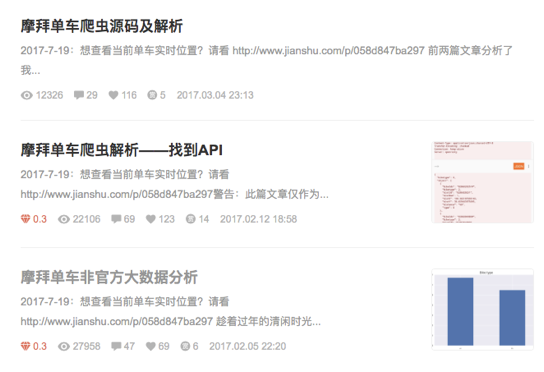 摩拜单车爬虫源码及解析
2017-7-19：想查看当前单车实时位置？请看 http://www.jianshu.com/p/058d847ba297 前两篇文章分析了
我...
12326 29 116 赏 5 2017.03.04 23:13
摩拜单车爬虫解析——找到API
2017-7-19：想查看当前单车实时位置？请看
http://www.jianshu.com/p/058d847ba297警告：此篇文章仅作为...
0.3 22106 69 123 赏 14 2017.02.12 18:58
摩拜单车非官方大数据分析
2017-7-19：想查看当前单车实时位置？请看
http://www.jianshu.com/p/058d847ba297 趁着过年的清闲时光...
0.3 27958 47 69 赏 6 2017.02.05 22:20